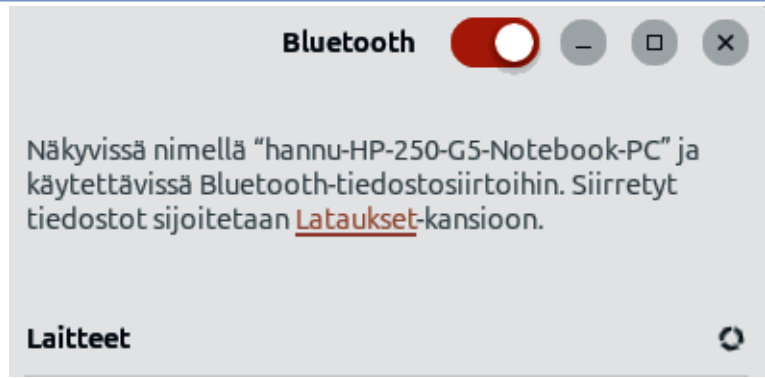 Bluetooth
Näkyvissä nimellä “hannu-HP-250-G5-Notebook-PC” ja
käytettävissä Bluetooth-tiedostosiirtoihin. Siirretyt
tiedostot sijoitetaan Lataukset-kansioon.
Laitteet